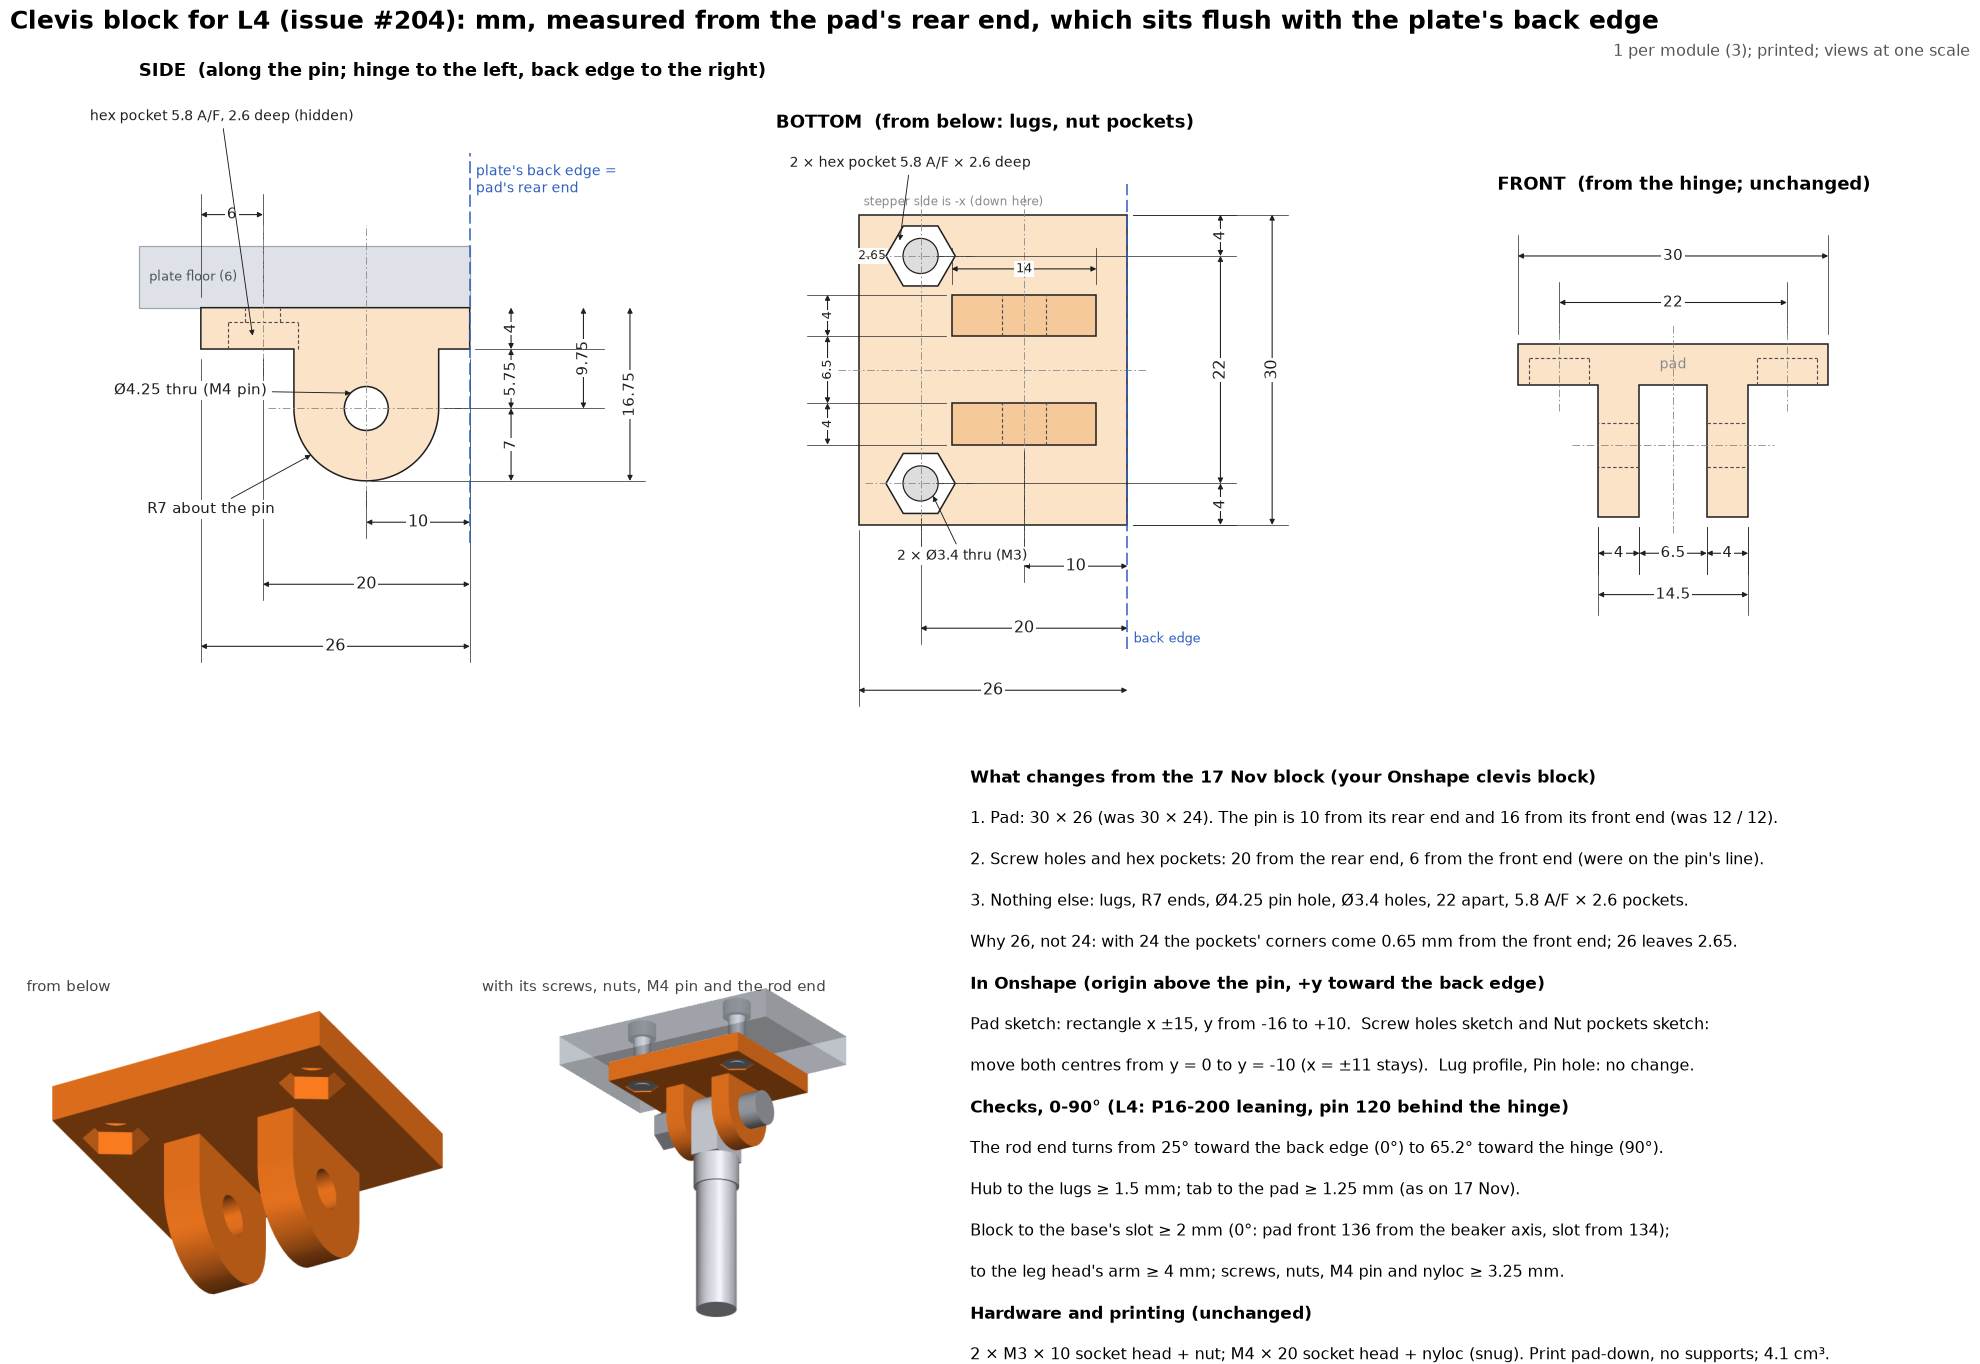 Clevis block for L4 (issue #204): mm, measured from the pad's rear end, which sits flush with the plate's back edge
1 per module (3); printed; views at one scale
SIDE  (along the pin; hinge to the left, back edge to the right)
hex pocket 5.8 A/F, 2.6 deep (hidden)
plate's back edge =
pad's rear end
6
plate floor (6)
4
9.75
5.75
16.75
Ø4.25 thru (M4 pin)
7
R7 about the pin
10
20
26
BOTTOM  (from below: lugs, nut pockets)
2 × hex pocket 5.8 A/F × 2.6 deep
stepper side is -x (down here)
4
2.65
14
4
6.5
4
22
30
4
2 × Ø3.4 thru (M3)
10
20
back edge
26
FRONT  (from the hinge; unchanged)
30
22
pad
4
6.5
4
14.5
What changes from the 17 Nov block (your Onshape clevis block)
1. Pad: 30 × 26 (was 30 × 24). The pin is 10 from its rear end and 16 from its front end (was 12 / 12).
2. Screw holes and hex pockets: 20 from the rear end, 6 from the front end (were on the pin's line).
3. Nothing else: lugs, R7 ends, Ø4.25 pin hole, Ø3.4 holes, 22 apart, 5.8 A/F × 2.6 pockets.
Why 26, not 24: with 24 the pockets' corners come 0.65 mm from the front end; 26 leaves 2.65.
In Onshape (origin above the pin, +y toward the back edge)
Pad sketch: rectangle x ±15, y from -16 to +10.  Screw holes sketch and Nut pockets sketch:
move both centres from y = 0 to y = -10 (x = ±11 stays).  Lug profile, Pin hole: no change.
Checks, 0-90° (L4: P16-200 leaning, pin 120 behind the hinge)
The rod end turns from 25° toward the back edge (0°) to 65.2° toward the hinge (90°).
Hub to the lugs ≥ 1.5 mm; tab to the pad ≥ 1.25 mm (as on 17 Nov).
Block to the base's slot ≥ 2 mm (0°: pad front 136 from the beaker axis, slot from 134);
to the leg head's arm ≥ 4 mm; screws, nuts, M4 pin and nyloc ≥ 3.25 mm.
Hardware and printing (unchanged)
2 × M3 × 10 socket head + nut; M4 × 20 socket head + nyloc (snug). Print pad-down, no supports; 4.1 cm³.
from below
with its screws, nuts, M4 pin and the rod end